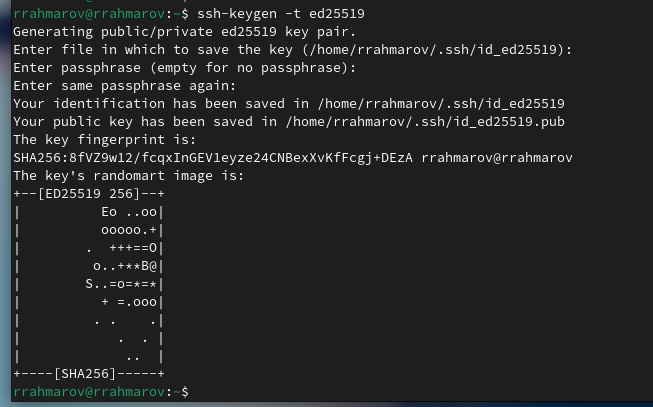 rrahmarov@rrahmarov:~$ ssh-keygen -t ed25519
Generating public/private ed25519 key pair.
Enter file in which to save the key (/home/rrahmarov/.ssh/id_ed25519):
Enter passphrase (empty for no passphrase):
Enter same passphrase again:
Your identification has been saved in /home/rrahmarov/.ssh/id_ed25519
Your public key has been saved in /home/rrahmarov/.ssh/id_ed25519.pub
The key fingerprint is:
SHA256:8fVZ9w12/fcqxInGEV1eyze24CNBexXvKfFcgj+DEzA rrahmarov@rrahmarov
The key's randomart image is:
+--[ED25519 256]--+
|          Eo ..oo|
|          ooooo.+|
|        .  +++==O|
|         o..+**B@|
|        S..=o=*=*|
|          + =.ooo|
|         . .    .|
|            .  . |
|             ..  |
+----[SHA256]-----+
rrahmarov@rrahmarov:~$